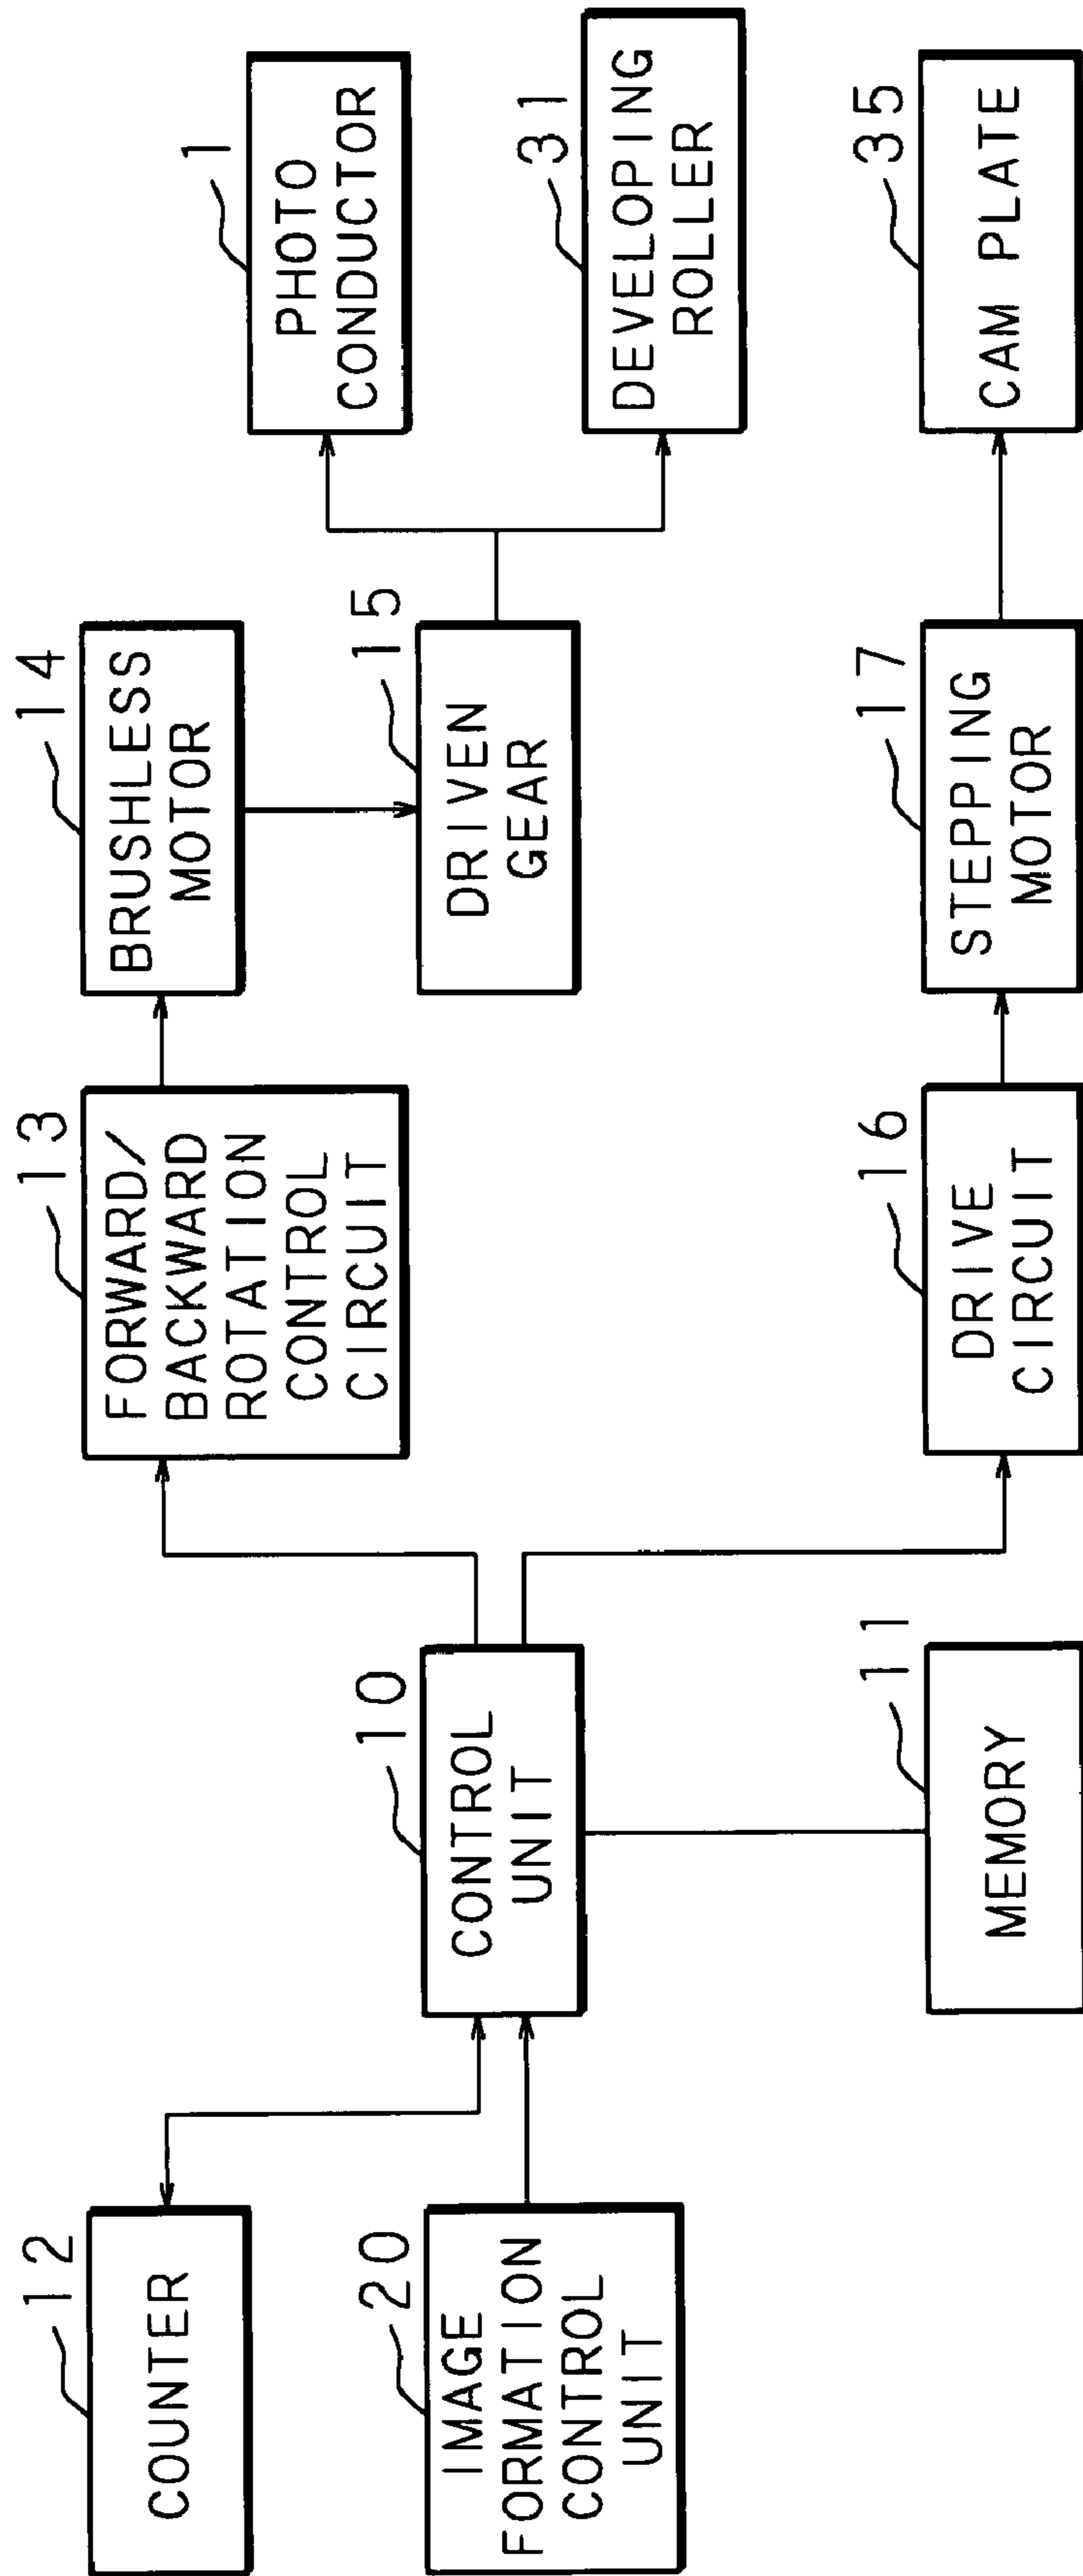 12
COUNTER
20
IMAGE
FORMATION
CONTROL
UNIT
10
CONTROL
UNIT
11
MEMORY
13
FORWARD/
BACKWARD
ROTATION
CONTROL
CIRCUIT
16
DRIVE
CIRCUIT
14
BRUSHLESS
MOTOR
15
DRIVEN
GEAR
17
STEPPING
MOTOR
1
PHOTO
CONDUCTOR
31
DEVELOPING
ROLLER
35
CAM PLATE